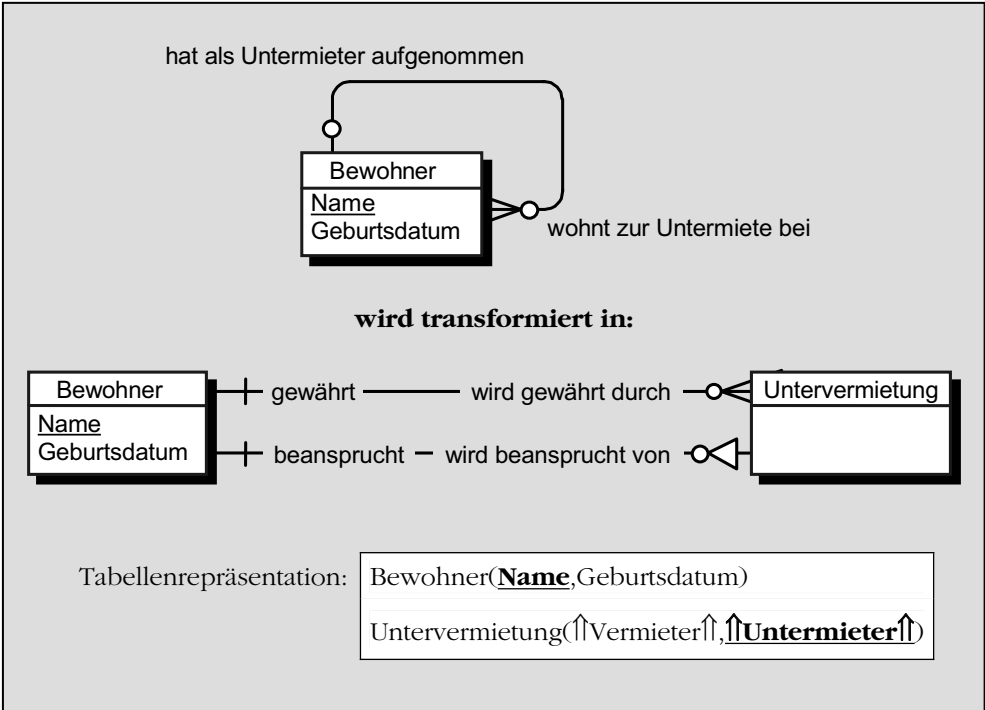 hat als Untermieter aufgenommen
Bewohner
Name
Geburtsdatum
wohnt zur Untermiete bei
wird transformiert in:
Bewohner
Name
Geburtsdatum
gewährt
wird gewährt durch
beansprucht
wird beansprucht von
Untervermietung
Tabellenrepräsentation:
Bewohner(Name,Geburtsdatum)
Untervermietung(⇑Vermieter⇑,⇑Untermieter⇑)